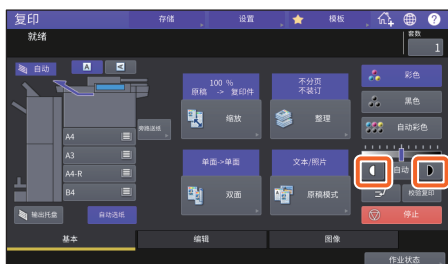 复印 存储 设置 模板 ?
就绪 套数
1
自动 A 彩色
100 %
原稿 -> 复印件
不分页
不装订
黑色
A4 旁路送纸 缩放 整理 自动彩色
A3 单面->单面 文本/照片 自动
A4-R
B4 双面 原稿模式 校验复印
输出托盘 自动选纸 停止
基本 编辑 图像
作业状态